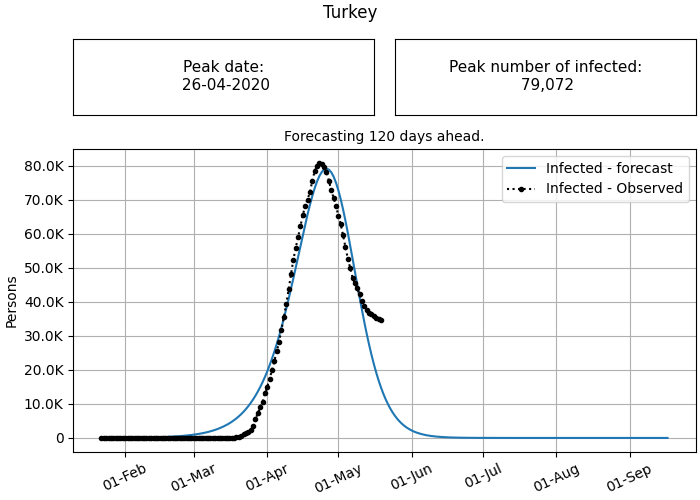 Turkey
Peak date:
26-04-2020
Peak number of infected:
79,072
Forecasting 120 days ahead.
Infected - forecast
Infected - Observed
Persons
80.0K
70.0K
60.0K
50.0K
40.0K
30.0K
20.0K
10.0K
0
01-Feb
01-Mar
01-Apr
01-May
01-Jun
01-Jul
01-Aug
01-Sep